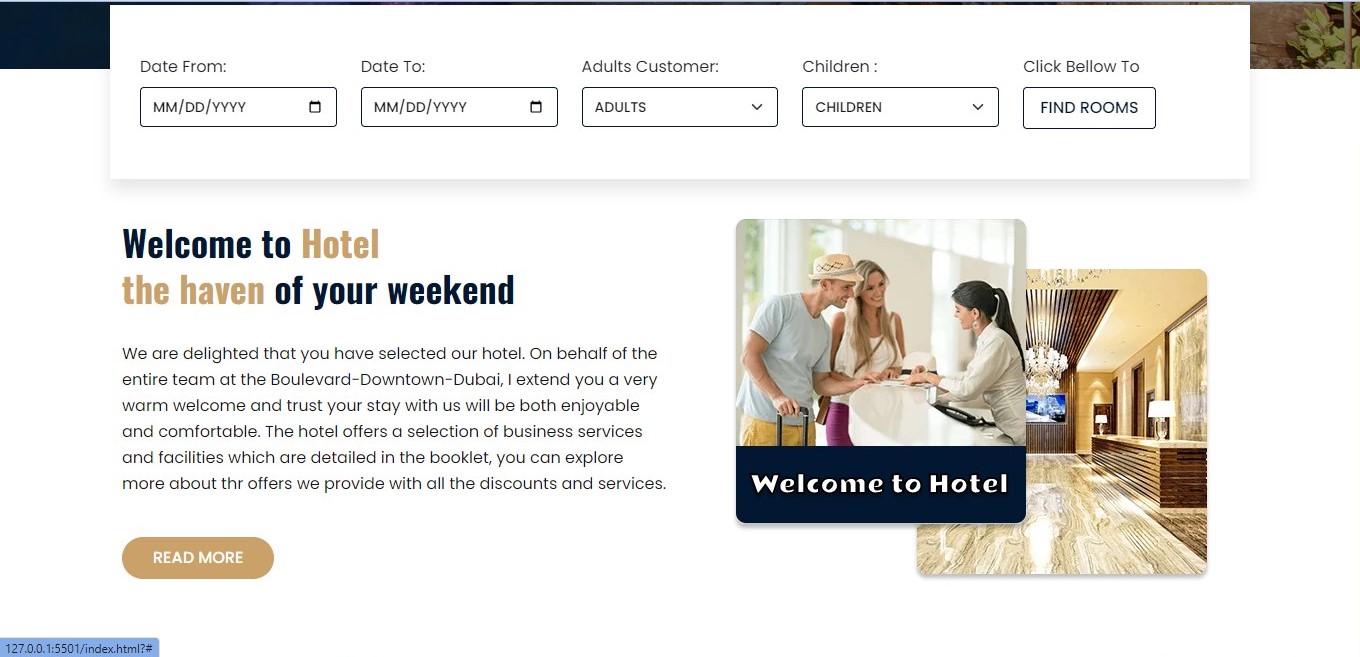 Date From:
Date To:
Adults Customer:
Children :
Click Bellow To
MM/DD/YYYY
MM/DD/YYYY
ADULTS
CHILDREN
FIND ROOMS
Welcome to Hotel
the haven of your weekend
We are delighted that you have selected our hotel. On behalf of the
entire team at the Boulevard-Downtown-Dubai, I extend you a very
warm welcome and trust your stay with us will be both enjoyable
and comfortable. The hotel offers a selection of business services
and facilities which are detailed in the booklet, you can explore
more about thr offers we provide with all the discounts and services.
READ MORE
Welcome to Hotel
127.0.0.1:5501/index.html?#